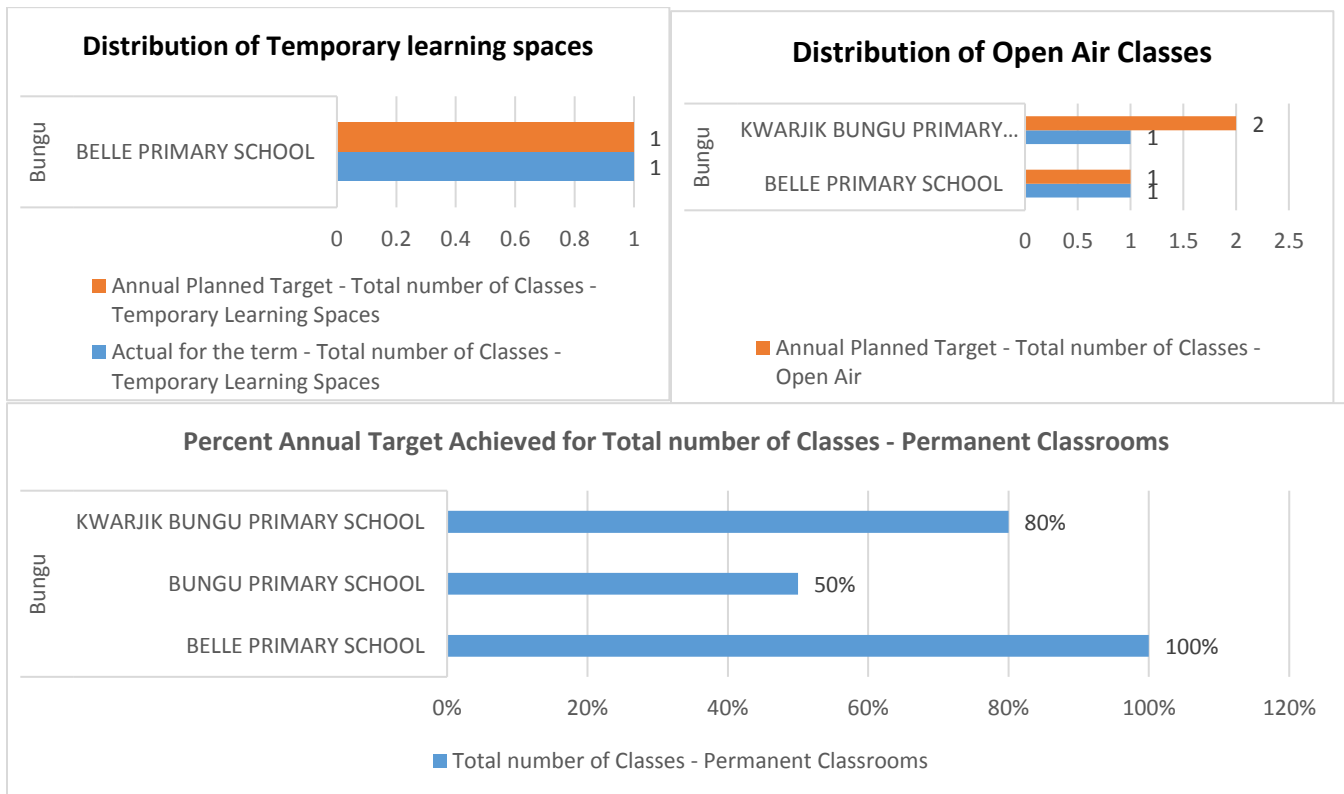 Distribution of Temporary learning spaces
Bungu
BELLE PRIMARY SCHOOL
1
1
0 0.2 0.4 0.6 0.8 1
Annual Planned Target - Total number of Classes -
Temporary Learning Spaces
Actual for the term - Total number of Classes -
Temporary Learning Spaces
Distribution of Open Air Classes
Bungu
KWARJIK BUNGU PRIMARY...
2
1
BELLE PRIMARY SCHOOL
1
1
0 0.5 1 1.5 2 2.5
Annual Planned Target - Total number of Classes -
Open Air
Percent Annual Target Achieved for Total number of Classes - Permanent Classrooms
Bungu
KWARJIK BUNGU PRIMARY SCHOOL 80%
BUNGU PRIMARY SCHOOL 50%
BELLE PRIMARY SCHOOL 100%
0% 20% 40% 60% 80% 100% 120%
Total number of Classes - Permanent Classrooms